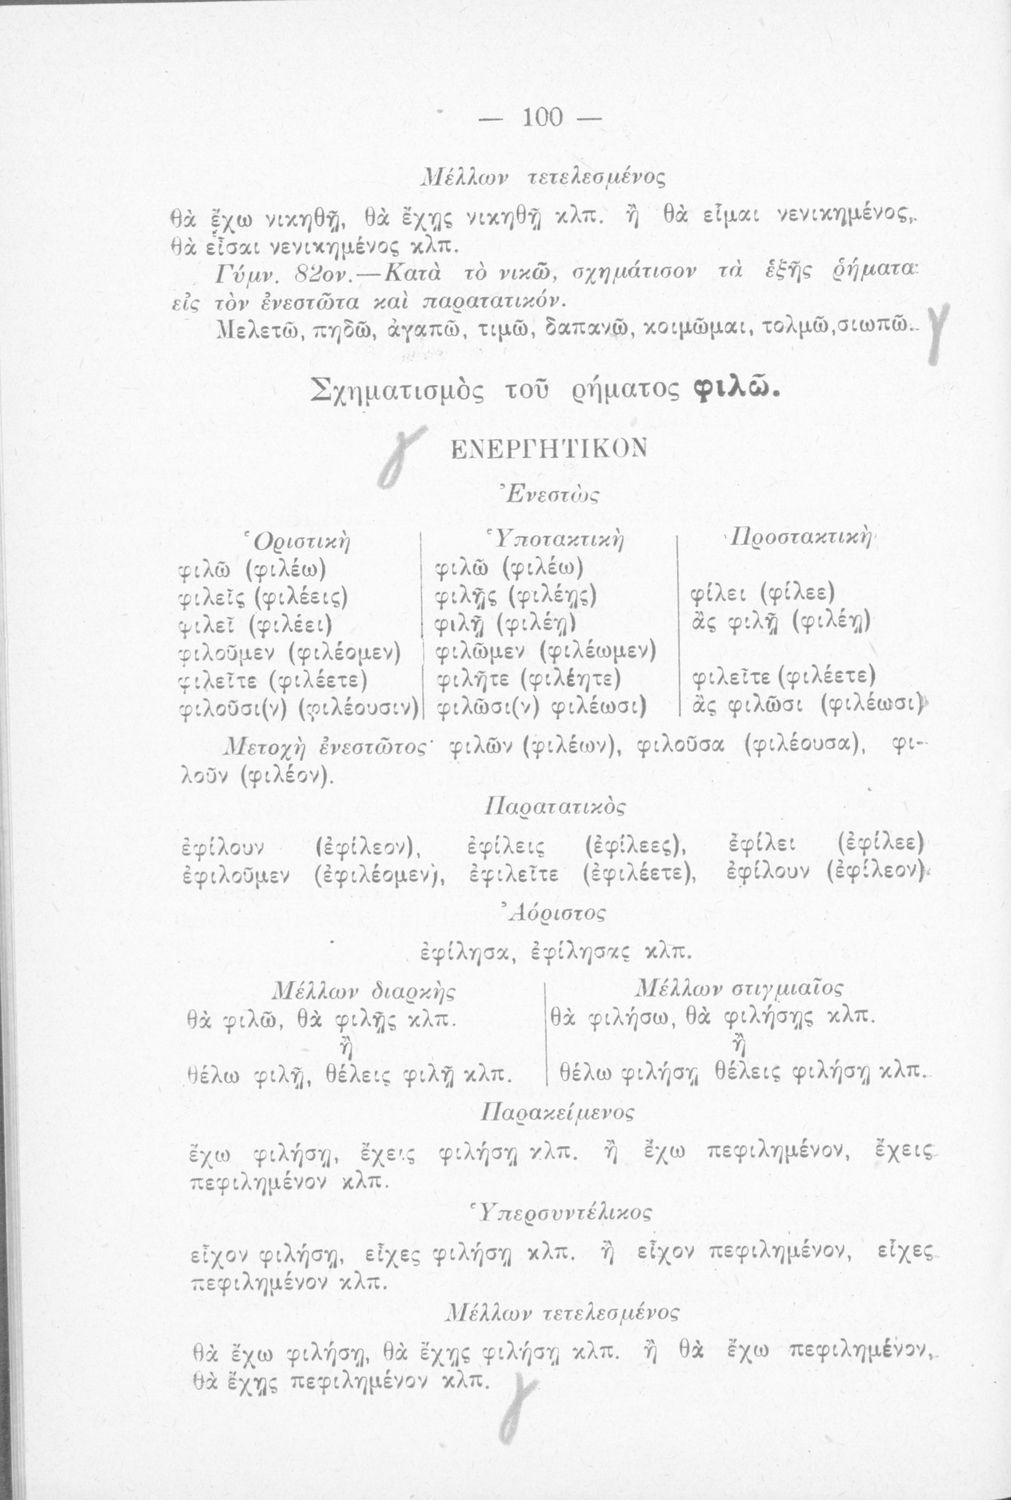 — 100 —
Μέλλων τετελεσμένος
θὰ ἔχω νικηθῇ, θὰ ἔχῃς νικηθῇ κλπ. ἢ θὰ εἶμαι νενικημένος,
θὰ εἶσαι νενικημένος κλπ.
Γύμν. 82ον.—Κατὰ τὸ νικῶ, σχημάτισον τὰ ἑξῆς ῥήματα
εἰς τὸν ἐνεστῶτα καὶ παρατατικόν.
Μελετῶ, πηδῶ, ἀγαπῶ, τιμῶ, δαπανῶ, κοιμῶμαι, τολμῶ, σιωπῶ.
γ
Σχηματισμὸς τοῦ ρήματος φιλῶ.
γ
ΕΝΕΡΓΗΤΙΚΟΝ
Ἐνεστὼς
Ὁριστικὴ Ὑποτακτικὴ Προστακτικὴ
φιλῶ (φιλέω) φιλῶ (φιλέω)
φιλεῖς (φιλέεις) φιλῇς (φιλέῃς) φίλει (φίλεε)
φιλεῖ (φιλέει) φιλῇ (φιλέῃ) ἂς φιλῇ (φιλέῃ)
φιλοῦμεν (φιλέομεν) φιλῶμεν (φιλέωμεν)
φιλεῖτε (φιλέετε) φιλῆτε (φιλέητε) φιλεῖτε (φιλέετε)
φιλοῦσι(ν) (φιλέουσιν) φιλῶσι(ν) φιλέωσι) ἂς φιλῶσι (φιλέωσι)
Μετοχὴ ἐνεστῶτος· φιλῶν (φιλέων), φιλοῦσα (φιλέουσα), φι-
λοῦν (φιλέον).
Παρατατικὸς
ἐφίλουν (ἐφίλεον), ἐφίλεις (ἐφίλεες), ἐφίλει (ἐφίλεε)
ἐφιλοῦμεν (ἐφιλέομεν), ἐφιλεῖτε (ἐφιλέετε), ἐφίλουν (ἐφίλεον)
Ἀόριστος
ἐφίλησα, ἐφίλησας κλπ.
Μέλλων διαρκὴς Μέλλων στιγμιαῖος
θὰ φιλῶ, θὰ φιλῇς κλπ. θὰ φιλήσω, θὰ φιλήσῃς κλπ.
ἢ ἢ
θέλω φιλῇ, θέλεις φιλῇ κλπ. θέλω φιλήσῃ θέλεις φιλήσῃ κλπ.
Παρακείμενος
ἔχω φιλήσῃ, ἔχεις φιλήσῃ κλπ. ἢ ἔχω πεφιλημένον, ἔχεις
πεφιλημένον κλπ.
Ὑπερσυντέλικος
εἶχον φιλήσῃ, εἶχες φιλήσῃ κλπ. ἢ εἶχον πεφιλημένον, εἶχες
πεφιλημένον κλπ.
Μέλλων τετελεσμένος
θὰ ἔχω φιλήσῃ, θὰ ἔχῃς φιλήσῃ κλπ. ἢ θὰ ἔχω πεφιλημένον,
θὰ ἔχῃς πεφιλημένον κλπ.
γ